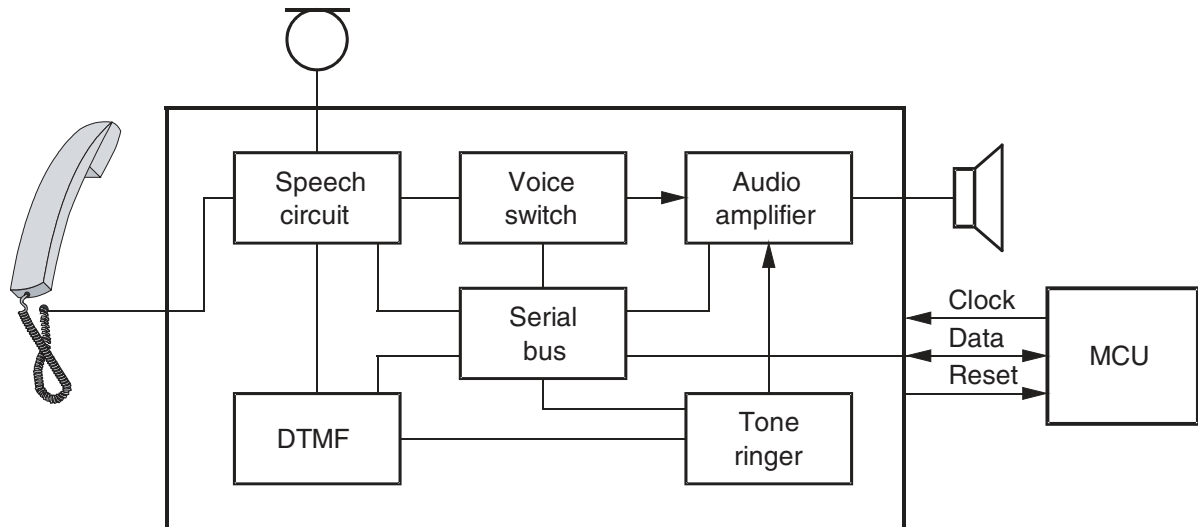 Speech
circuit
Voice
switch
Audio
amplifier
Serial
bus
Clock
Data
Reset
MCU
DTMF
Tone
ringer